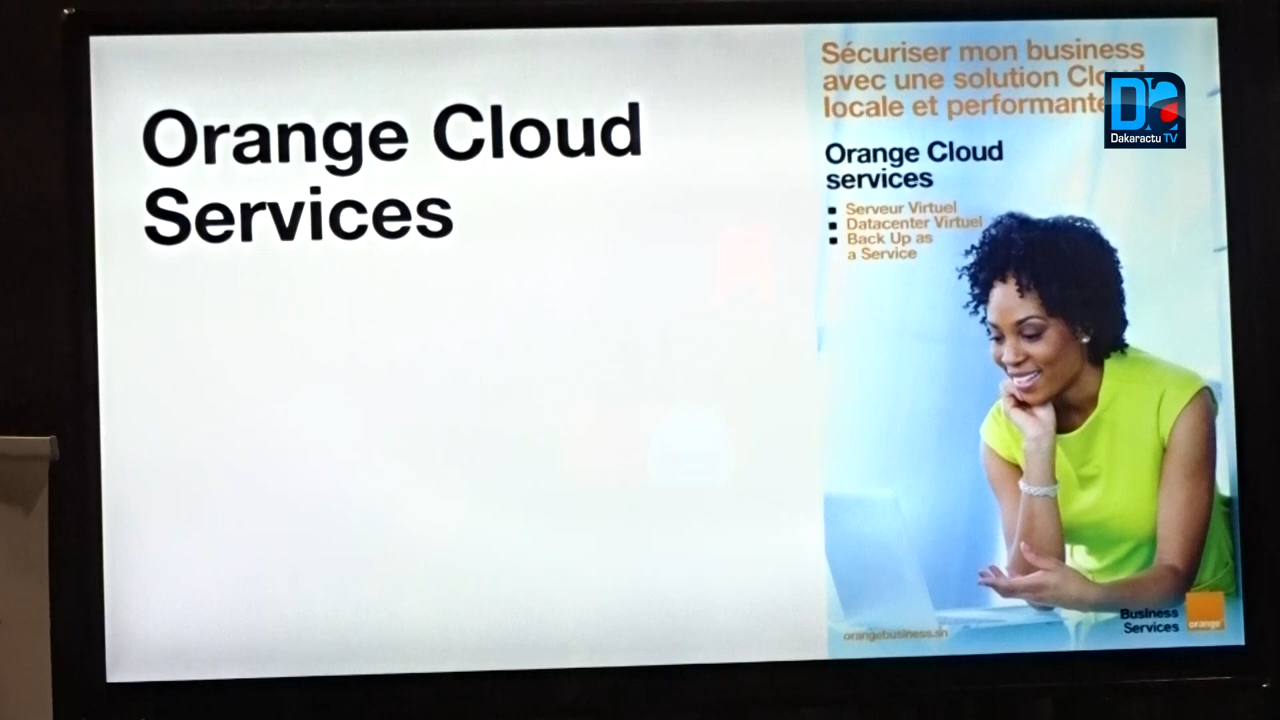 Orange Cloud
Services
Sécuriser mon business
avec une solution Cloud
locale et performante
Orange Cloud
services
Serveur Virtuel
Datacenter Virtuel
Back Up as
a Service
Business
Services
orange
orangebusiness.sn
Dakaractu TV